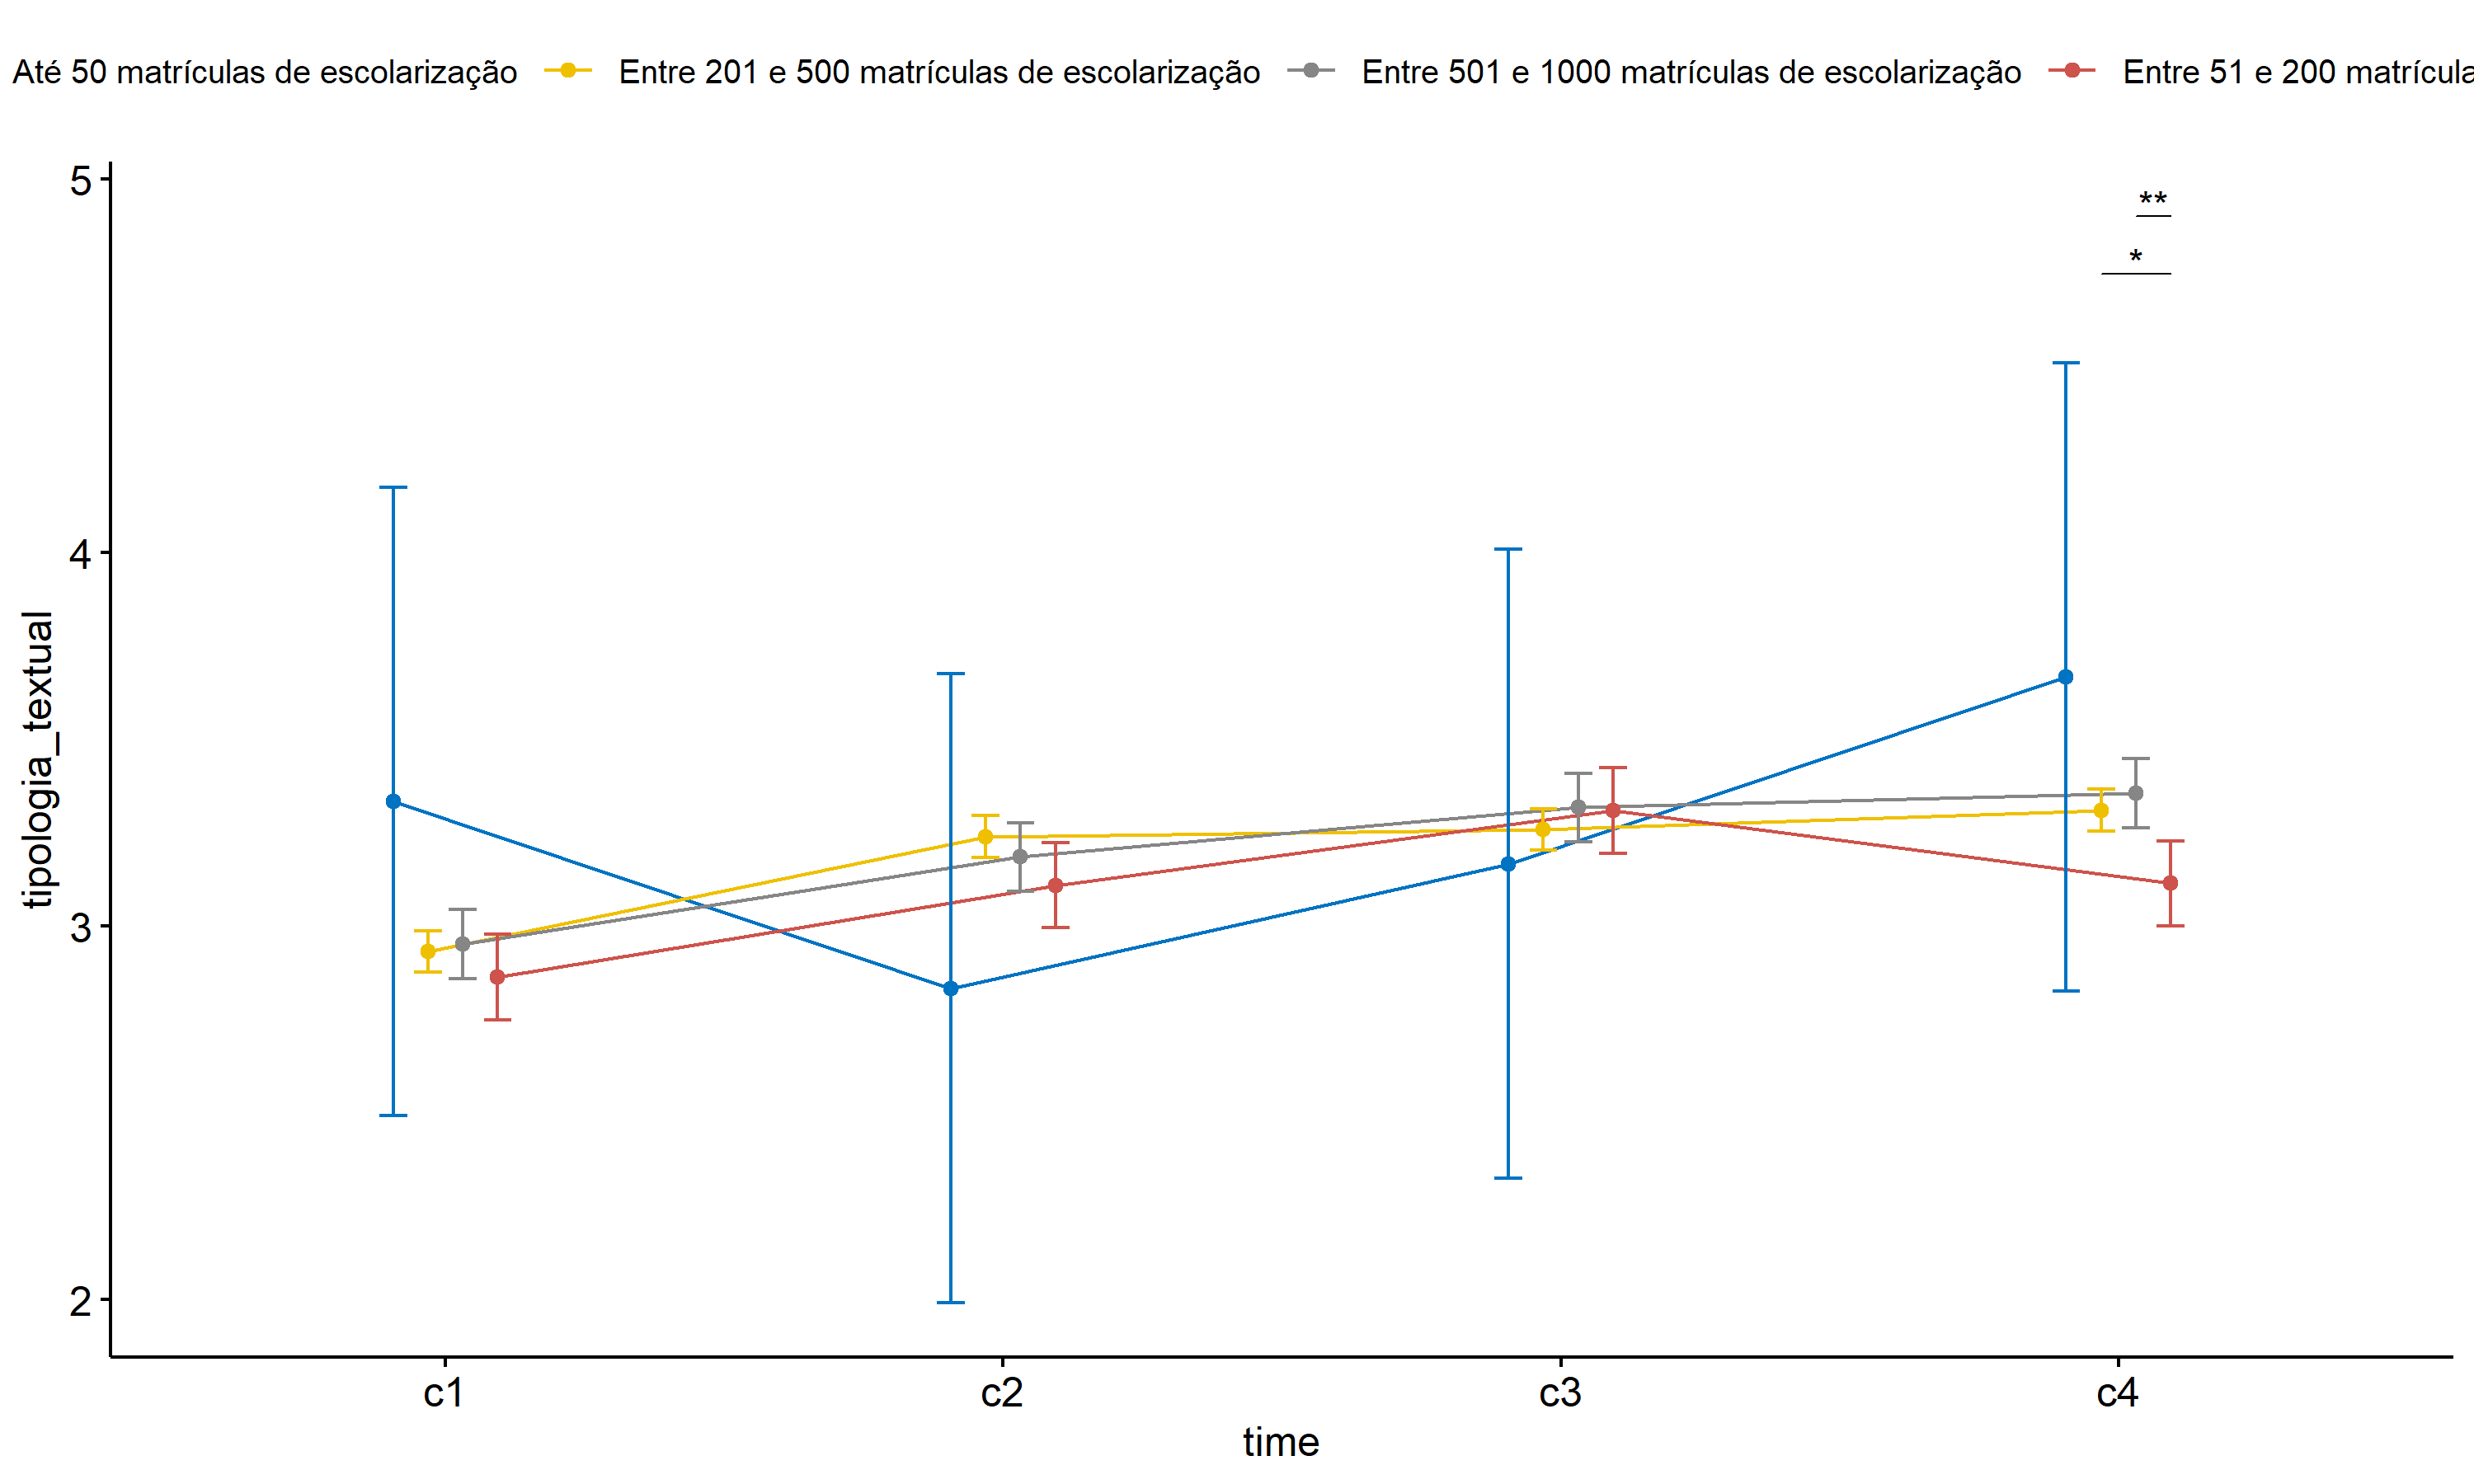 Até 50 matrículas de escolarização Entre 201 e 500 matrículas de escolarização Entre 501 e 1000 matrículas de escolarização Entre 51 e 200
5
**
*
4
tipologia_textual
3
2
c1 c2 c3 c4
time